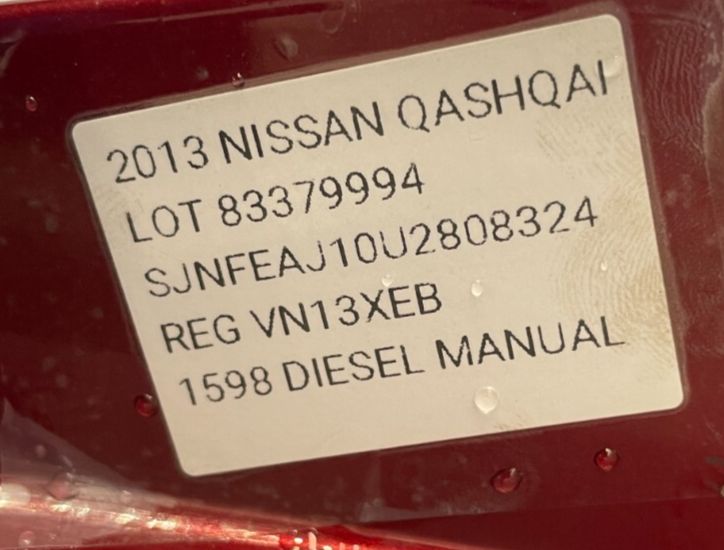 2013 NISSAN QASHQAI
LOT 83379994
SJNFEAJ10U2808324
REG VN13XEB
1598 DIESEL MANUAL